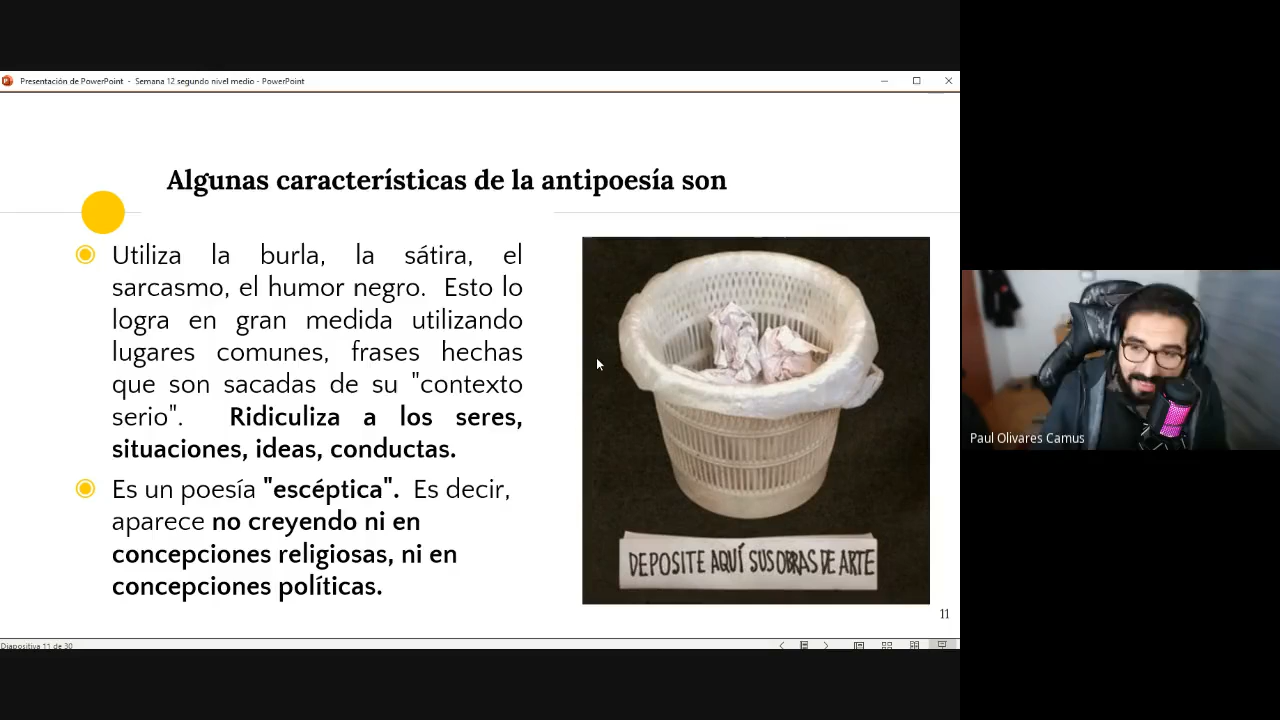 Presentación de PowerPoint - Semana 12 segundo nivel medio - PowerPoint
Algunas características de la antipoesía son
Utiliza la burla, la sátira, el
sarcasmo, el humor negro. Esto lo
logra en gran medida utilizando
lugares comunes, frases hechas
que son sacadas de su "contexto
serio". Ridiculiza a los seres,
situaciones, ideas, conductas.
Es un poesía "escéptica". Es decir,
aparece no creyendo ni en
concepciones religiosas, ni en
concepciones políticas.
DEPOSITE AQUÍ SUS OBRAS DE ARTE
11
Diapositiva 11 de 30
Paul Olivares Camus